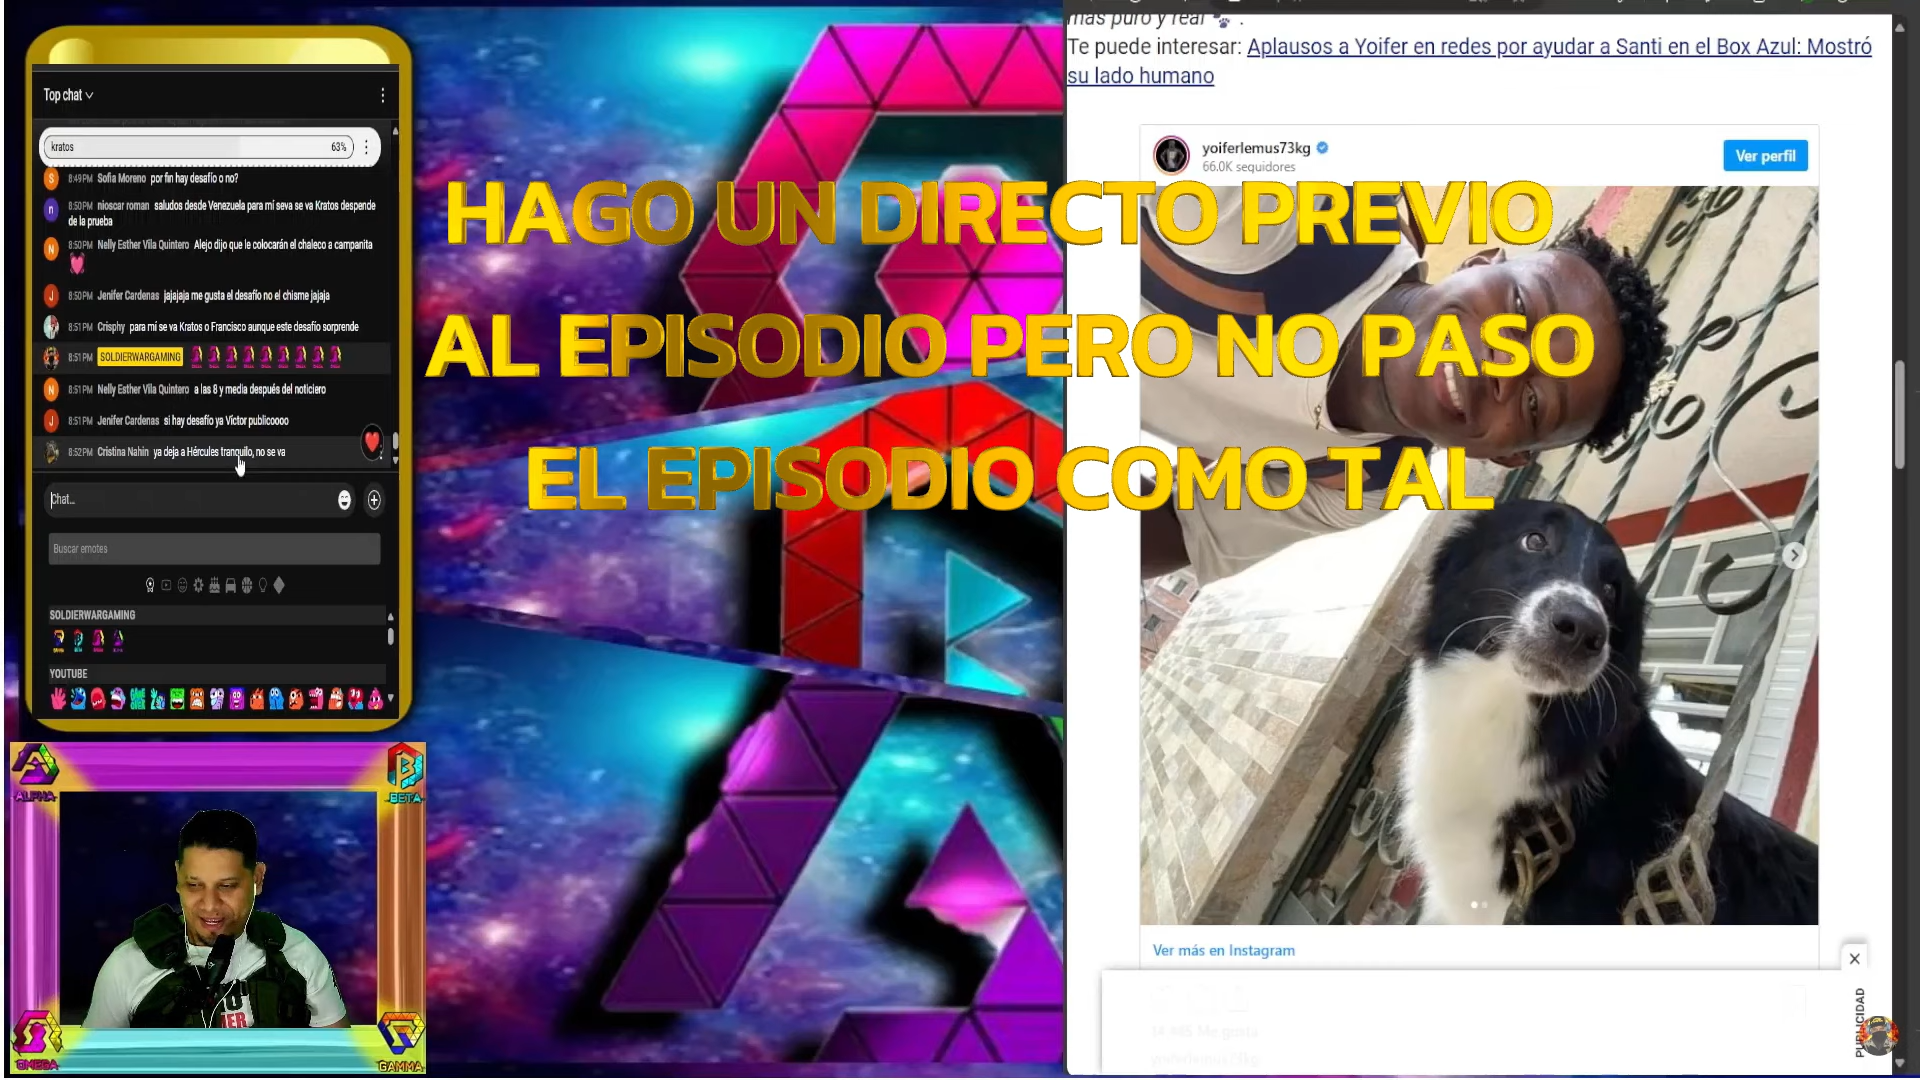 Top chat
kratos
63%
8:49PM Sofia Moreno por fin hay desafío o no?
8:50PM nioscar roman saludos desde Venezuela para mí seva se va Kratos despende
de la prueba
8:50PM Nelly Esther Vila Quintero Alejo dijo que le colocarán el chaleco a campanita
8:50PM Jenifer Cardenas jajajaja me gusta el desafío no el chisme jajaja
8:51PM Crisphy para mí se va Kratos o Francisco aunque este desafío sorprende
8:51PM SOLDIERWARGAMING
8:51PM Nelly Esther Vila Quintero a las 8 y media después del noticiero
8:51PM Jenifer Cardenas si hay desafío ya Víctor publicoooo
8:52PM Cristina Nahin ya deja a Hércules tranquilo, no se va
Chat...
Buscar emotes
SOLDIERWARGAMING
YOUTUBE
ALPHA
BETA
OMEGA
GAMMA
HAGO UN DIRECTO PREVIO
AL EPISODIO PERO NO PASO
EL EPISODIO COMO TAL
más puro y real 🐾".
Te puede interesar: Aplausos a Yoifer en redes por ayudar a Santi en el Box Azul: Mostró
su lado humano
yoiferlemus73kg
66.0K seguidores
Ver perfil
Ver más en Instagram
Me gusta
yoiferlemus73kg
PUBLICIDAD